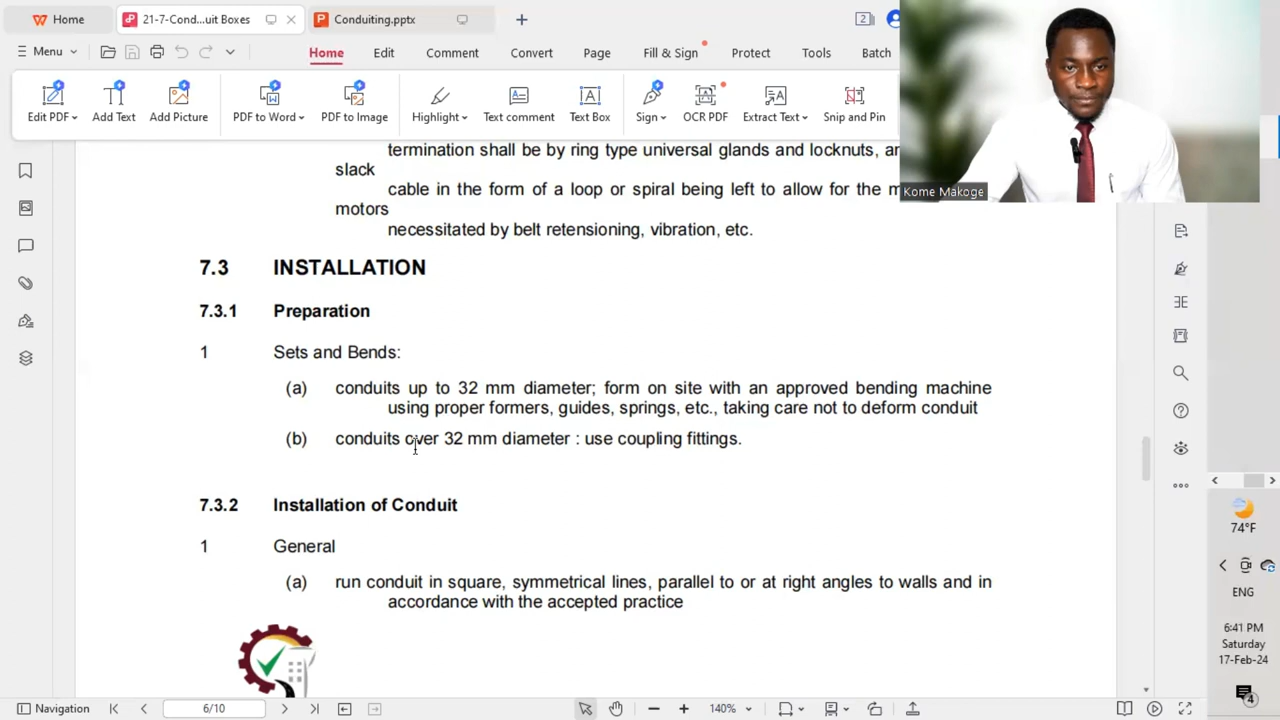 Home
21-7-Cond...uit Boxes
Conduiting.pptx
2
Menu
Home
Edit
Comment
Convert
Page
Fill & Sign
Protect
Tools
Batch
Edit PDF
Add Text
Add Picture
PDF to Word
PDF to Image
Highlight
Text comment
Text Box
Sign
OCR PDF
Extract Text
Snip and Pin
Kome Makoge
termination shall be by ring type universal glands and locknuts,
slack
cable in the form of a loop or spiral being left to allow for the
motors
necessitated by belt retensioning, vibration, etc.
7.3 INSTALLATION
7.3.1 Preparation
1 Sets and Bends:
(a) conduits up to 32 mm diameter; form on site with an approved bending machine
using proper formers, guides, springs, etc., taking care not to deform conduit
(b) conduits over 32 mm diameter : use coupling fittings.
7.3.2 Installation of Conduit
1 General
(a) run conduit in square, symmetrical lines, parallel to or at right angles to walls and in
accordance with the accepted practice
74°F
ENG
6:41 PM
Saturday
17-Feb-24
4
Navigation
6/10
140%